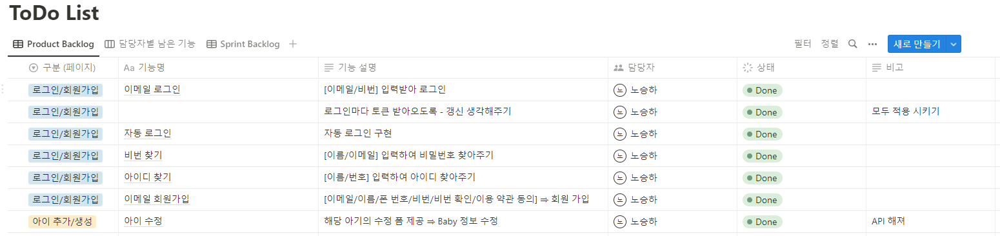 ToDo List
Product Backlog 담당자별 남은 기능 Sprint Backlog 필터 정렬 새로 만들기
구분 (페이지) Aa 기능명 기능 설명 담당자 상태 비고
로그인/회원가입 이메일 로그인 [이메일/비번] 입력받아 로그인 노 노승하 Done
로그인/회원가입 로그인마다 토큰 받아오도록 - 갱신 생각해주기 노 노승하 Done 모두 적용 시키기
로그인/회원가입 자동 로그인 자동 로그인 구현 노 노승하 Done
로그인/회원가입 비번 찾기 [이름/이메일] 입력하여 비밀번호 찾아주기 노 노승하 Done
로그인/회원가입 아이디 찾기 [이름/번호] 입력하여 아이디 찾아주기 노 노승하 Done
로그인/회원가입 이메일 회원가입 [이메일/이름/폰 번호/비번/비번 확인/이용 약관 동의] ⇒ 회원 가입 노 노승하 Done
아이 추가/생성 아이 수정 해당 아기의 수정 폼 제공 ⇒ Baby 정보 수정 노 노승하 Done API 해져